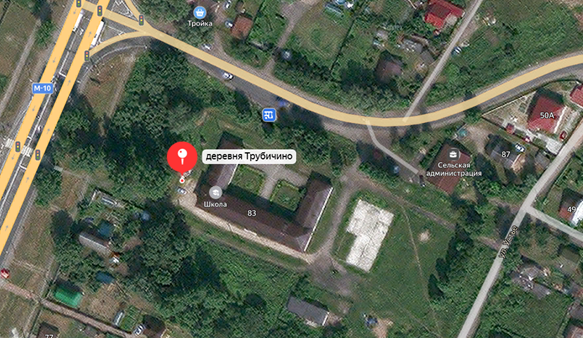 Тройка
М-10
50А
деревня Трубичино
87
Сельская
администрация
Школа
83
49
77